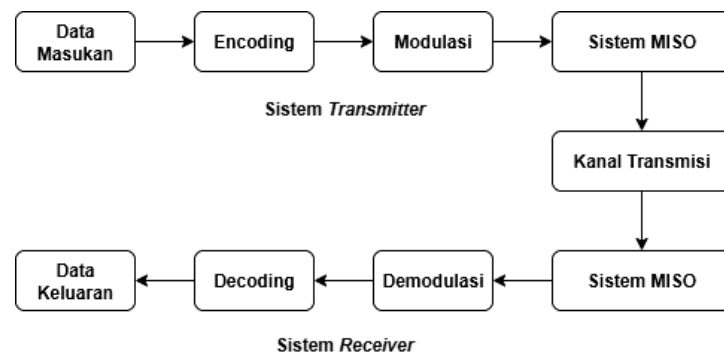 Data
Masukan
Encoding
Modulasi
Sistem MISO
Sistem Transmitter
Kanal Transmisi
Data
Keluaran
Decoding
Demodulasi
Sistem MISO
Sistem Receiver